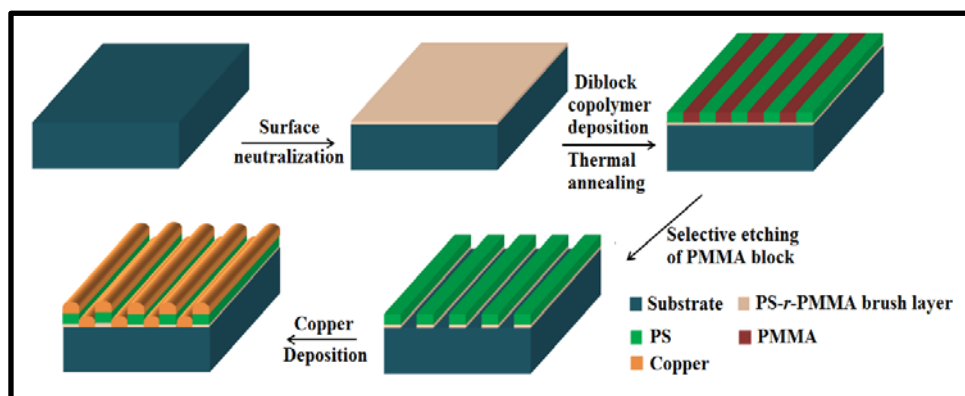 Surface
neutralization
Diblock
copolymer
deposition
Thermal
annealing
Selective etching
of PMMA block
Copper
Deposition
Substrate
PS-r-PMMA brush layer
PS
PMMA
Copper